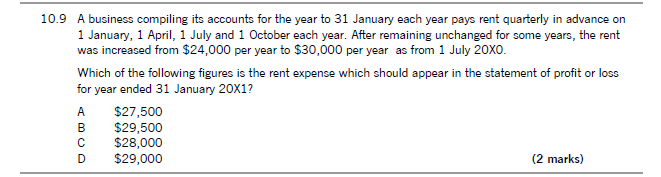 10.9 A business compiling its accounts for the year to 31 January each year pays rent quarterly in advance on
1 January, 1 April, 1 July and 1 October each year. After remaining unchanged for some years, the rent
was increased from $24,000 per year to $30,000 per year as from 1 July 20X0.
Which of the following figures is the rent expense which should appear in the statement of profit or loss
for year ended 31 January 20X1?
A $27,500
B $29,500
C $28,000
D $29,000 (2 marks)